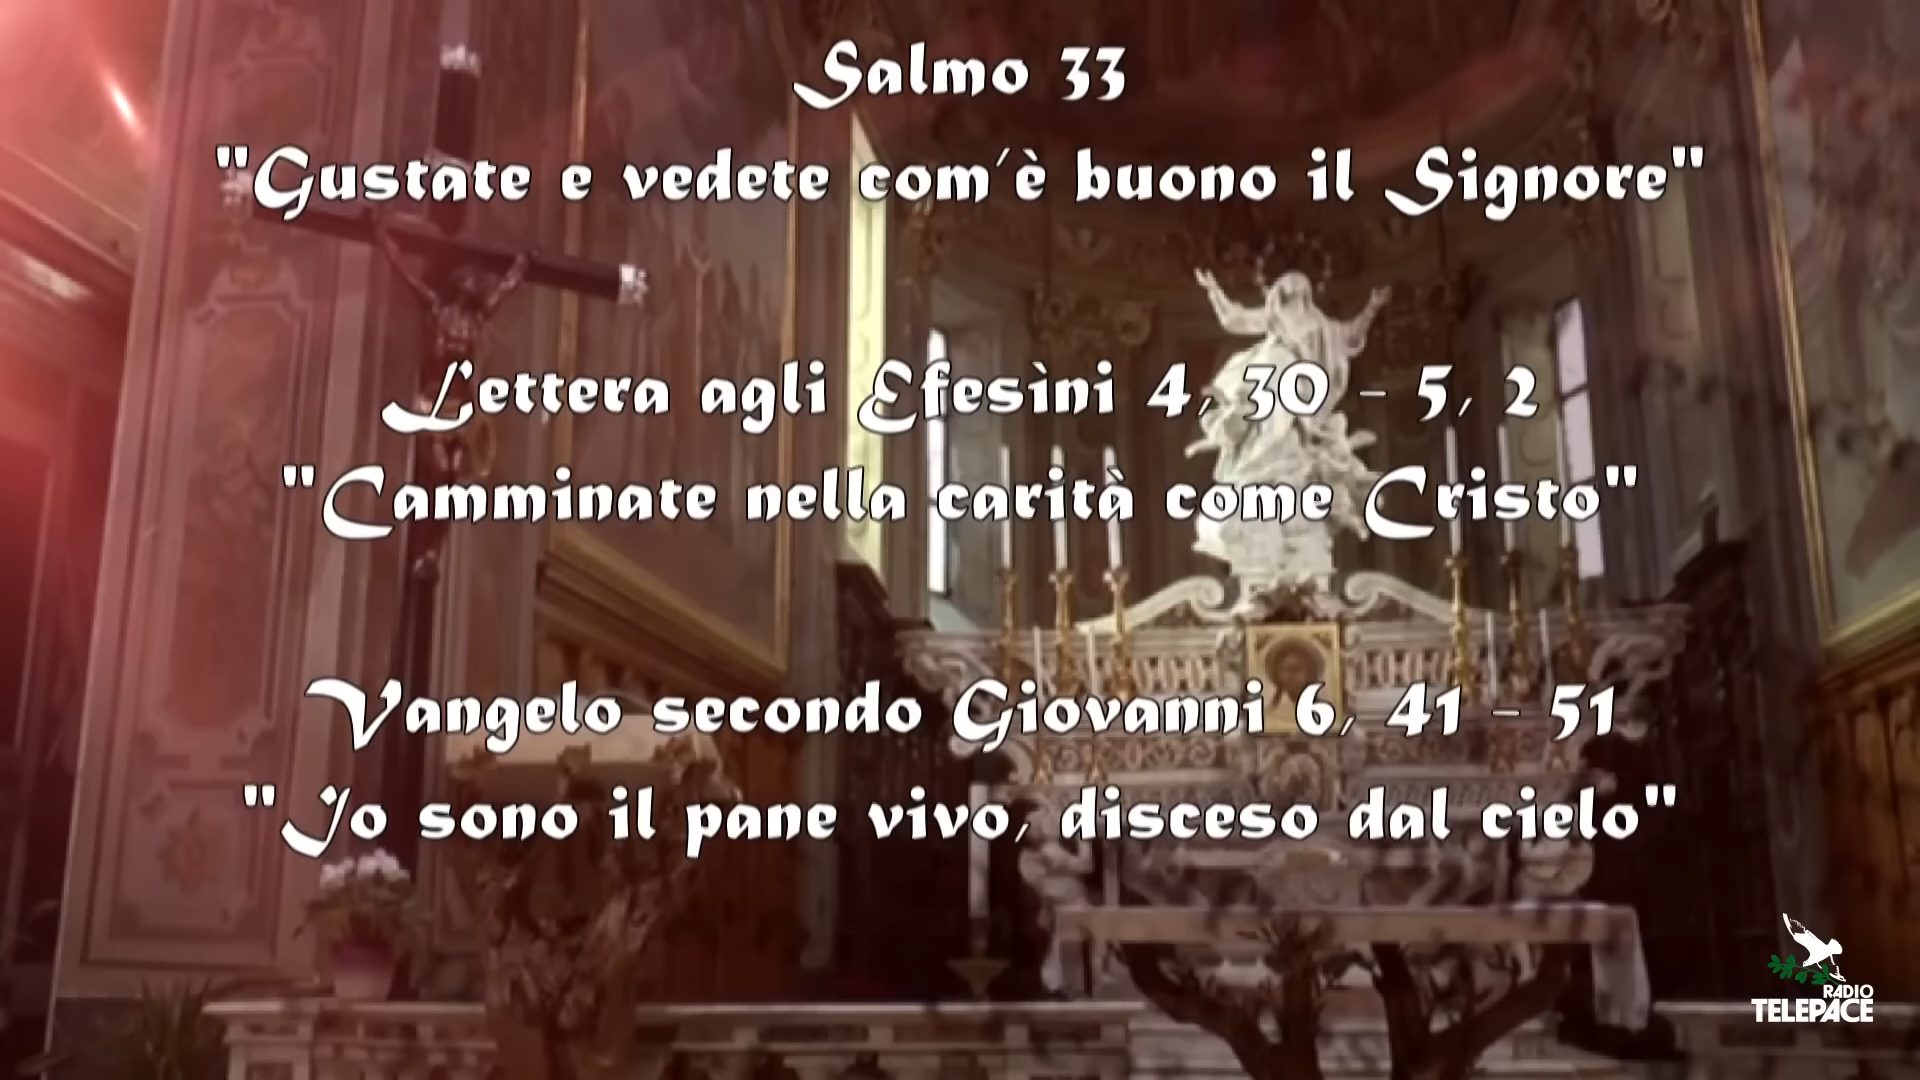 Salmo 33
"Gustate e vedete com'è buono il Signore"
Lettera agli Efesìni 4, 30 - 5, 2
"Camminate nella carità come Cristo"
Vangelo secondo Giovanni 6, 41 - 51
"Io sono il pane vivo, disceso dal cielo"
RADIO
TELEPACE